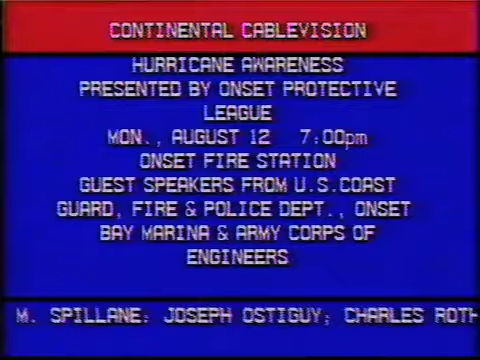 CONTINENTAL CABLEVISION
HURRICANE AWARENESS
PRESENTED BY ONSET PROTECTIVE
LEAGUE
MON., AUGUST 12 7:00pm
ONSET FIRE STATION
GUEST SPEAKERS FROM U.S.COAST
GUARD, FIRE & POLICE DEPT., ONSET
BAY MARINA & ARMY CORPS OF
ENGINEERS
M. SPILLANE: JOSEPH OSTIGUY; CHARLES ROTH